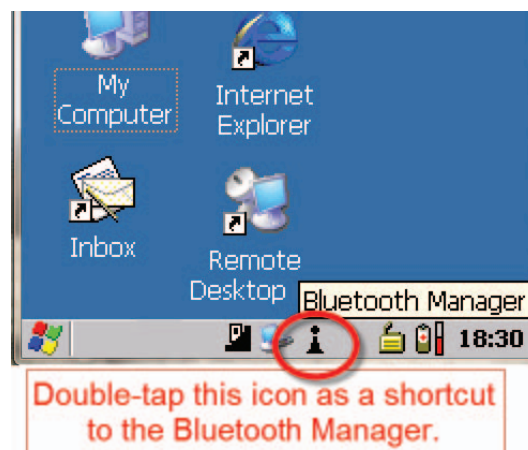 My
Computer
Internet
Explorer
Inbox
Remote
Desktop
Bluetooth Manager
18:30
Double-tap this icon as a shortcut
to the Bluetooth Manager.